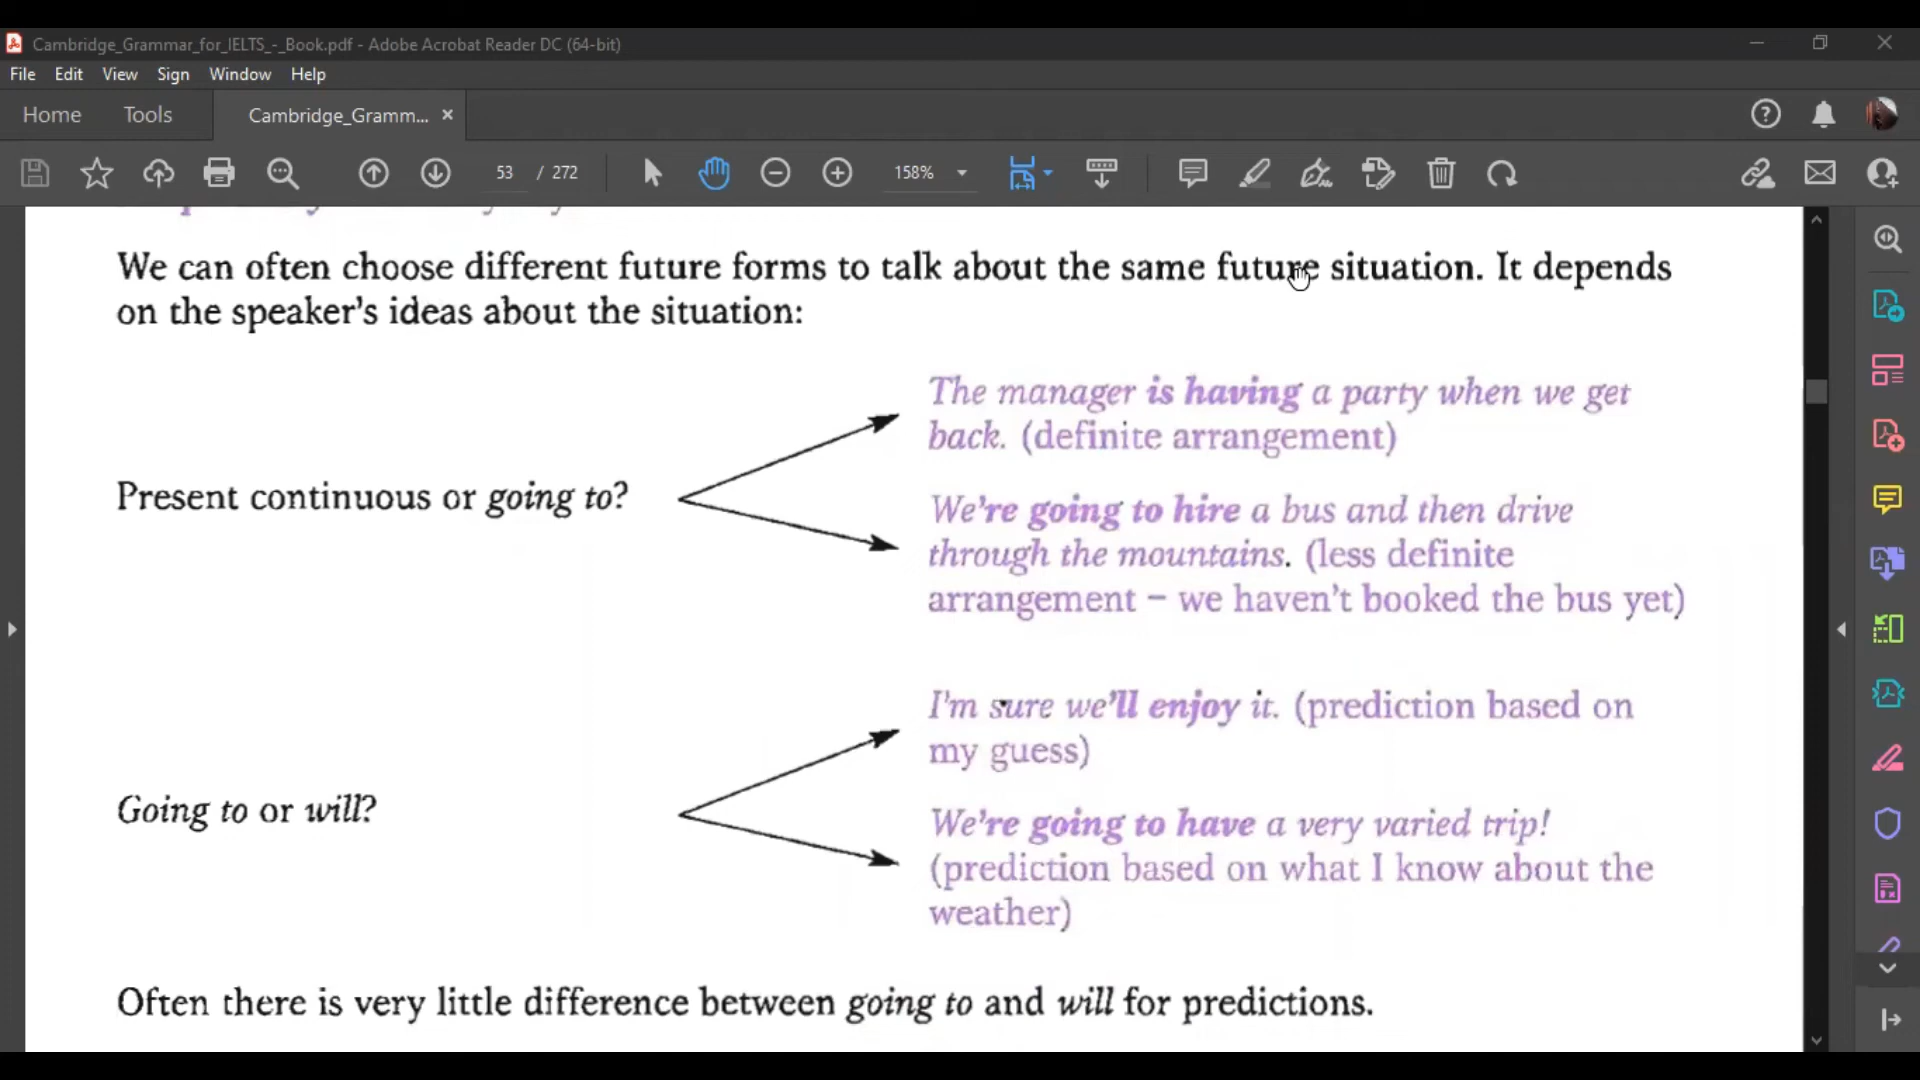 Cambridge_Grammar_for_IELTS_-_Book.pdf - Adobe Acrobat Reader DC (64-bit)
File Edit View Sign Window Help
Home Tools Cambridge_Gramm... ×
53 / 272 158%
We can often choose different future forms to talk about the same future situation. It depends
on the speaker's ideas about the situation:
The manager is having a party when we get
back. (definite arrangement)
Present continuous or going to?
We're going to hire a bus and then drive
through the mountains. (less definite
arrangement – we haven't booked the bus yet)
I'm sure we'll enjoy it. (prediction based on
my guess)
Going to or will?
We're going to have a very varied trip!
(prediction based on what I know about the
weather)
Often there is very little difference between going to and will for predictions.